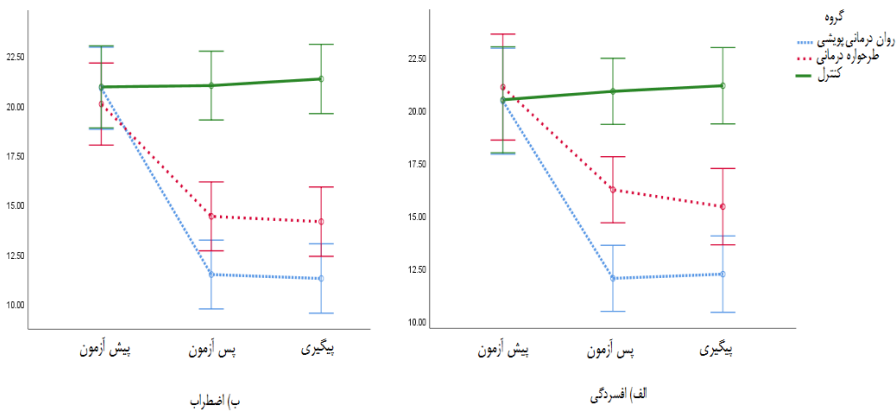 گروه
روان درمانی پویشی
طرحواره درمانی
کنترل
22.50
20.00
17.50
15.00
12.50
10.00
پیش آزمون
پس آزمون
پیگیری
الف) افسردگی
22.50
20.00
17.50
15.00
12.50
10.00
پیش آزمون
پس آزمون
پیگیری
ب) اضطراب